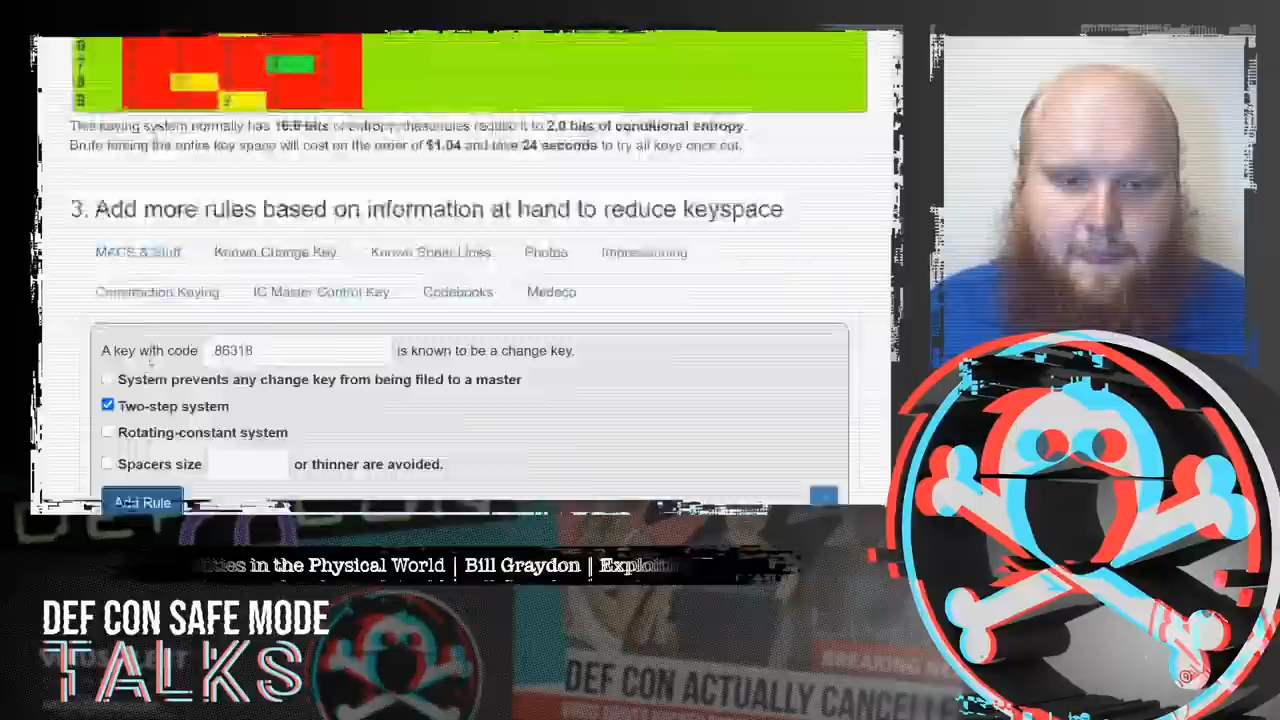 This keying system normally has 16.6 bits of entropy, these rules reduce it to 2.0 bits of conditional entropy.
Brute forcing the entire key space will cost on the order of $1.04 and take 24 seconds to try all keys once cut.
3. Add more rules based on information at hand to reduce keyspace
MACS & Stuff Known Change Key Known Shear Lines Photos Impressioning
Construction Keying IC Master Control Key Codebooks Medeco
A key with code 86318 is known to be a change key.
System prevents any change key from being filed to a master
Two-step system
Rotating-constant system
Spacers size or thinner are avoided.
Add Rule
ities in the Physical World | Bill Graydon || Exploit
DEF CON SAFE MODE
TALKS
BREAKING NE
DEF CON ACTUALLY CANCELLE